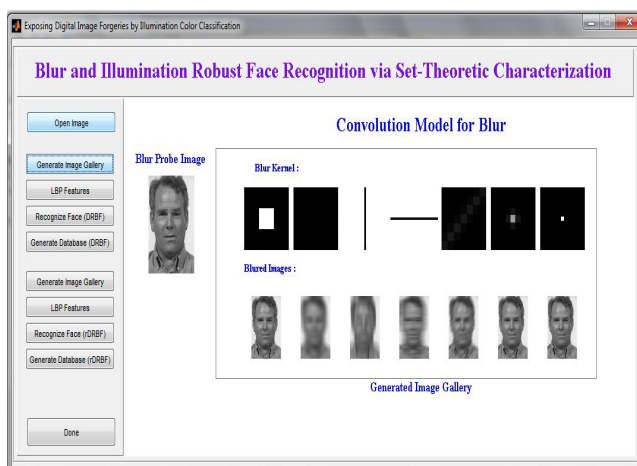 Exposing Digital Image Forgeries by Illumination Color Classification
Blur and Illumination Robust Face Recognition via Set-Theoretic Characterization
Open Image
Generate Image Gallery
LBP Features
Recognize Face (DRBF)
Generate Database (DRBF)
Generate Image Gallery
LBP Features
Recognize Face (rDRBF)
Generate Database (rDRBF)
Done
Convolution Model for Blur
Blur Probe Image
Blur Kernel :
Blured Images :
Generated Image Gallery